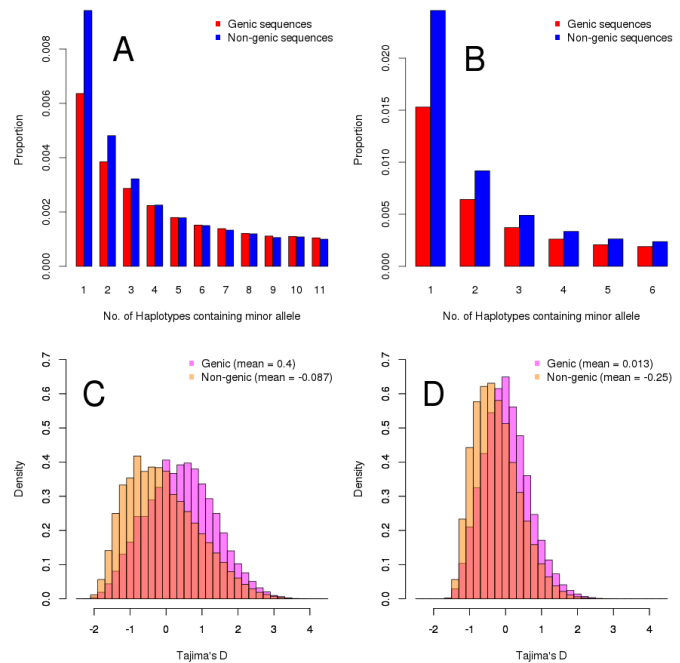 A
Genic sequences
Non-genic sequences
Proportion
0.000 0.002 0.004 0.006 0.008
1 2 3 4 5 6 7 8 9 10 11
No. of Haplotypes containing minor allele
B
Genic sequences
Non-genic sequences
Proportion
0.000 0.005 0.010 0.015 0.020
1 2 3 4 5 6
No. of Haplotypes containing minor allele
C
Genic (mean = 0.4)
Non-genic (mean = -0.087)
Density
0.0 0.1 0.2 0.3 0.4 0.5 0.6 0.7
-2 -1 0 1 2 3 4
Tajima's D
D
Genic (mean = 0.013)
Non-genic (mean = -0.25)
Density
0.0 0.1 0.2 0.3 0.4 0.5 0.6 0.7
-2 -1 0 1 2 3 4
Tajima's D